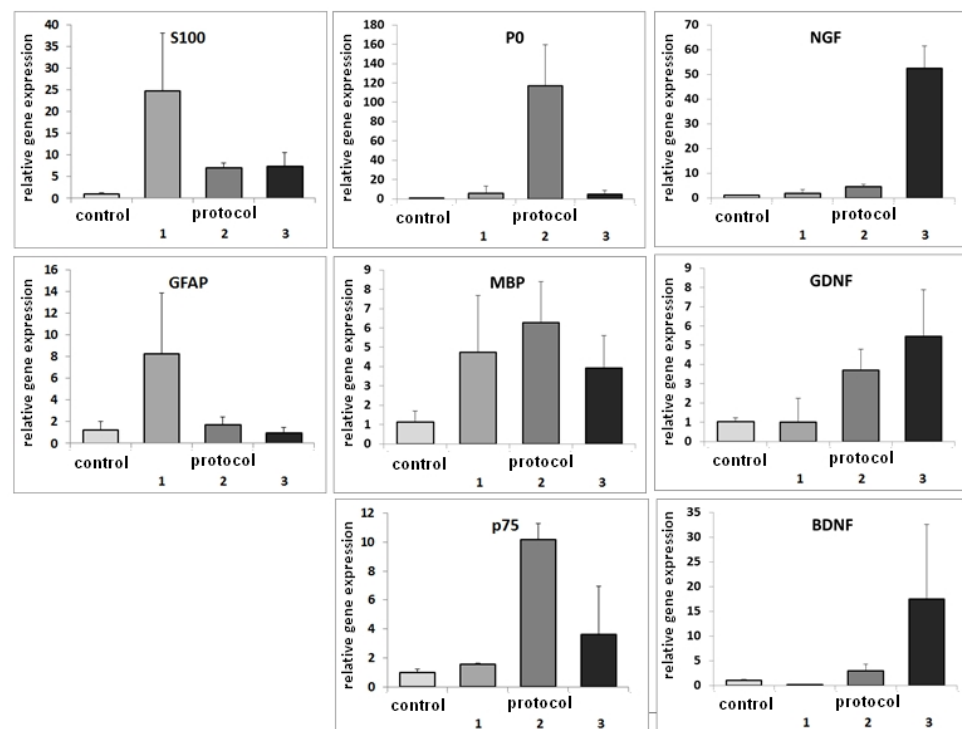 S100
relative gene expression
40
35
30
25
20
15
10
5
0
control
protocol
1 2 3
P0
relative gene expression
180
160
140
120
100
80
60
40
20
0
control
protocol
1 2 3
NGF
relative gene expression
70
60
50
40
30
20
10
0
control
protocol
1 2 3
GFAP
relative gene expression
16
14
12
10
8
6
4
2
0
control
protocol
1 2 3
MBP
relative gene expression
9
8
7
6
5
4
3
2
1
0
control
protocol
1 2 3
GDNF
relative gene expression
9
8
7
6
5
4
3
2
1
0
control
protocol
1 2 3
p75
relative gene expression
12
10
8
6
4
2
0
control
protocol
1 2 3
BDNF
relative gene expression
35
30
25
20
15
10
5
0
control
protocol
1 2 3